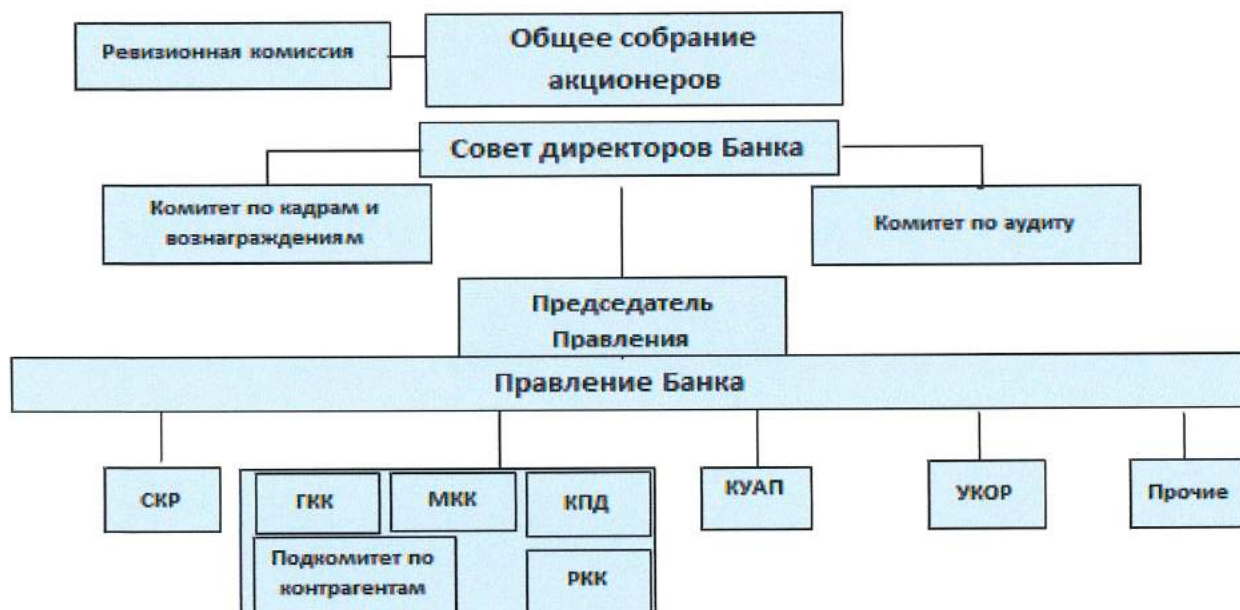 Ревизионная комиссия
Общее собрание
акционеров
Совет директоров Банка
Комитет по кадрам и
вознаграждениям
Комитет по аудиту
Председатель
Правления
Правление Банка
СКР
ГКК
МКК
КПД
КУАП
УКОР
Прочие
Подкомитет по
контрагентам
РКК